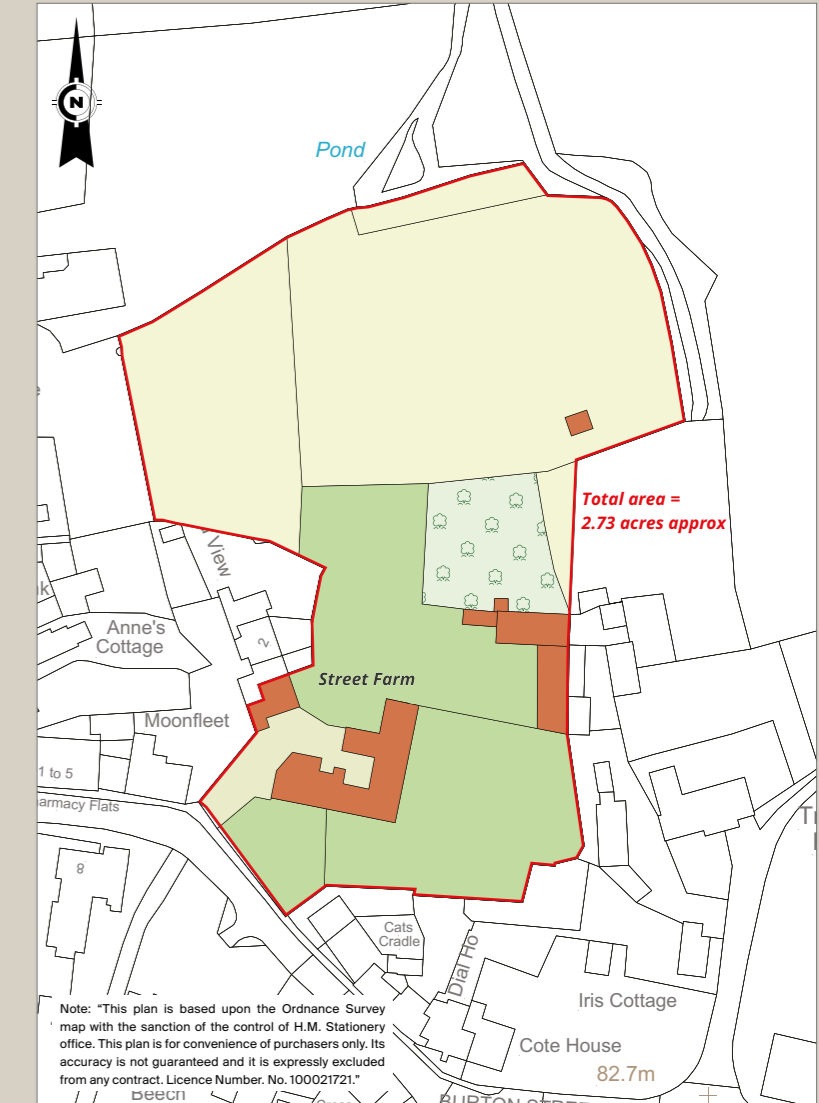 N
Pond
Total area =
2.73 acres approx
View
Anne's
Cottage
2
Street Farm
Moonfleet
1 to 5
armacy Flats
8
Cats
Cradle
Dial Ho
Iris Cottage
Cote House
82.7m
Note: “This plan is based upon the Ordnance Survey
map with the sanction of the control of H.M. Stationery
office. This plan is for convenience of purchasers only. Its
accuracy is not guaranteed and it is expressly excluded
from any contract. Licence Number. No. 100021721.”
Beech